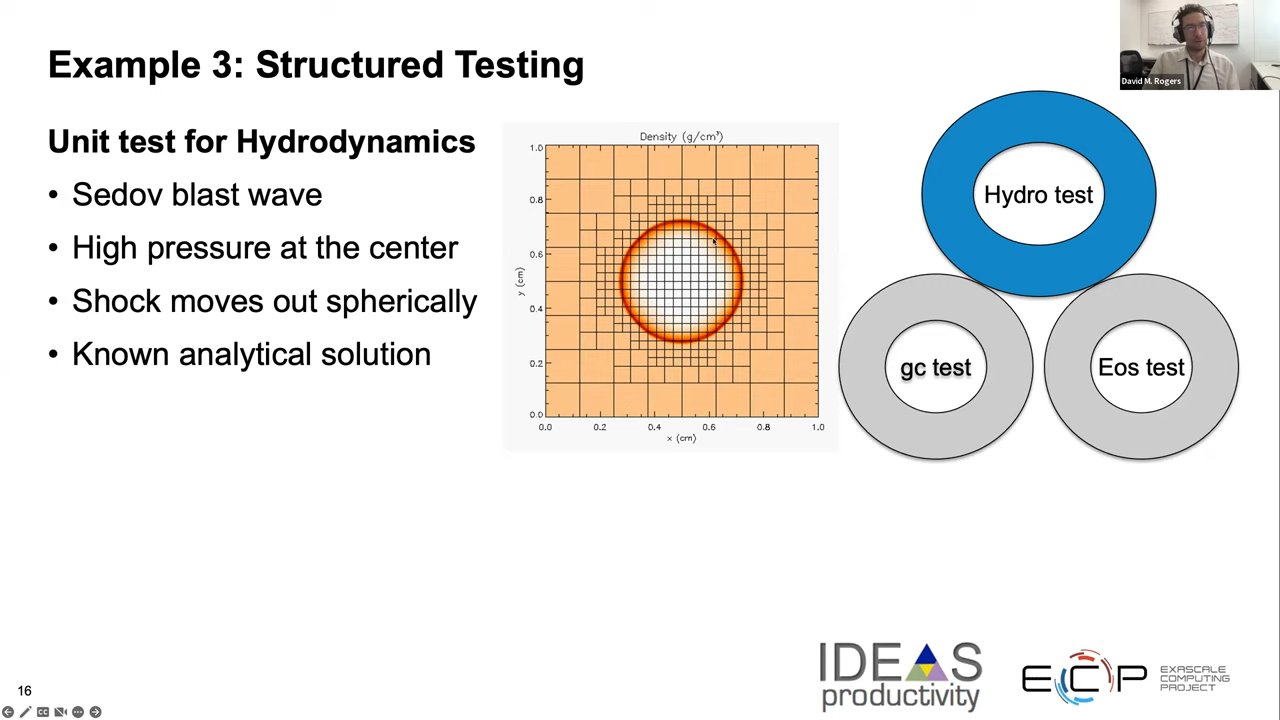 Example 3: Structured Testing
David M. Rogers
Unit test for Hydrodynamics
• Sedov blast wave
• High pressure at the center
• Shock moves out spherically
• Known analytical solution
Density (g/cm³)
1.0
0.8
0.6
0.4
0.2
0.0
y (cm)
0.0 0.2 0.4 0.6 0.8 1.0
x (cm)
Hydro test
gc test
Eos test
IDEAS
productivity
ECP
EXASCALE
COMPUTING
PROJECT
16